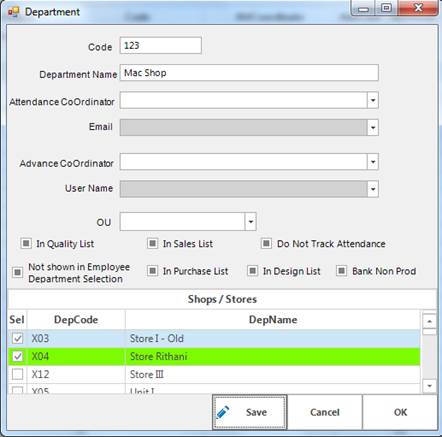 Department
Code
123
Department Name
Mac Shop
Attendance CoOrdinator
Email
Advance CoOrdinator
User Name
OU
In Quality List
In Sales List
Do Not Track Attendance
Not shown in Employee
Department Selection
In Purchase List
In Design List
Bank Non Prod
Shops / Stores
Sel DepCode DepName
X03 Store I - Old
X04 Store Rithani
X12 Store III
X05 Unit I
Save Cancel OK